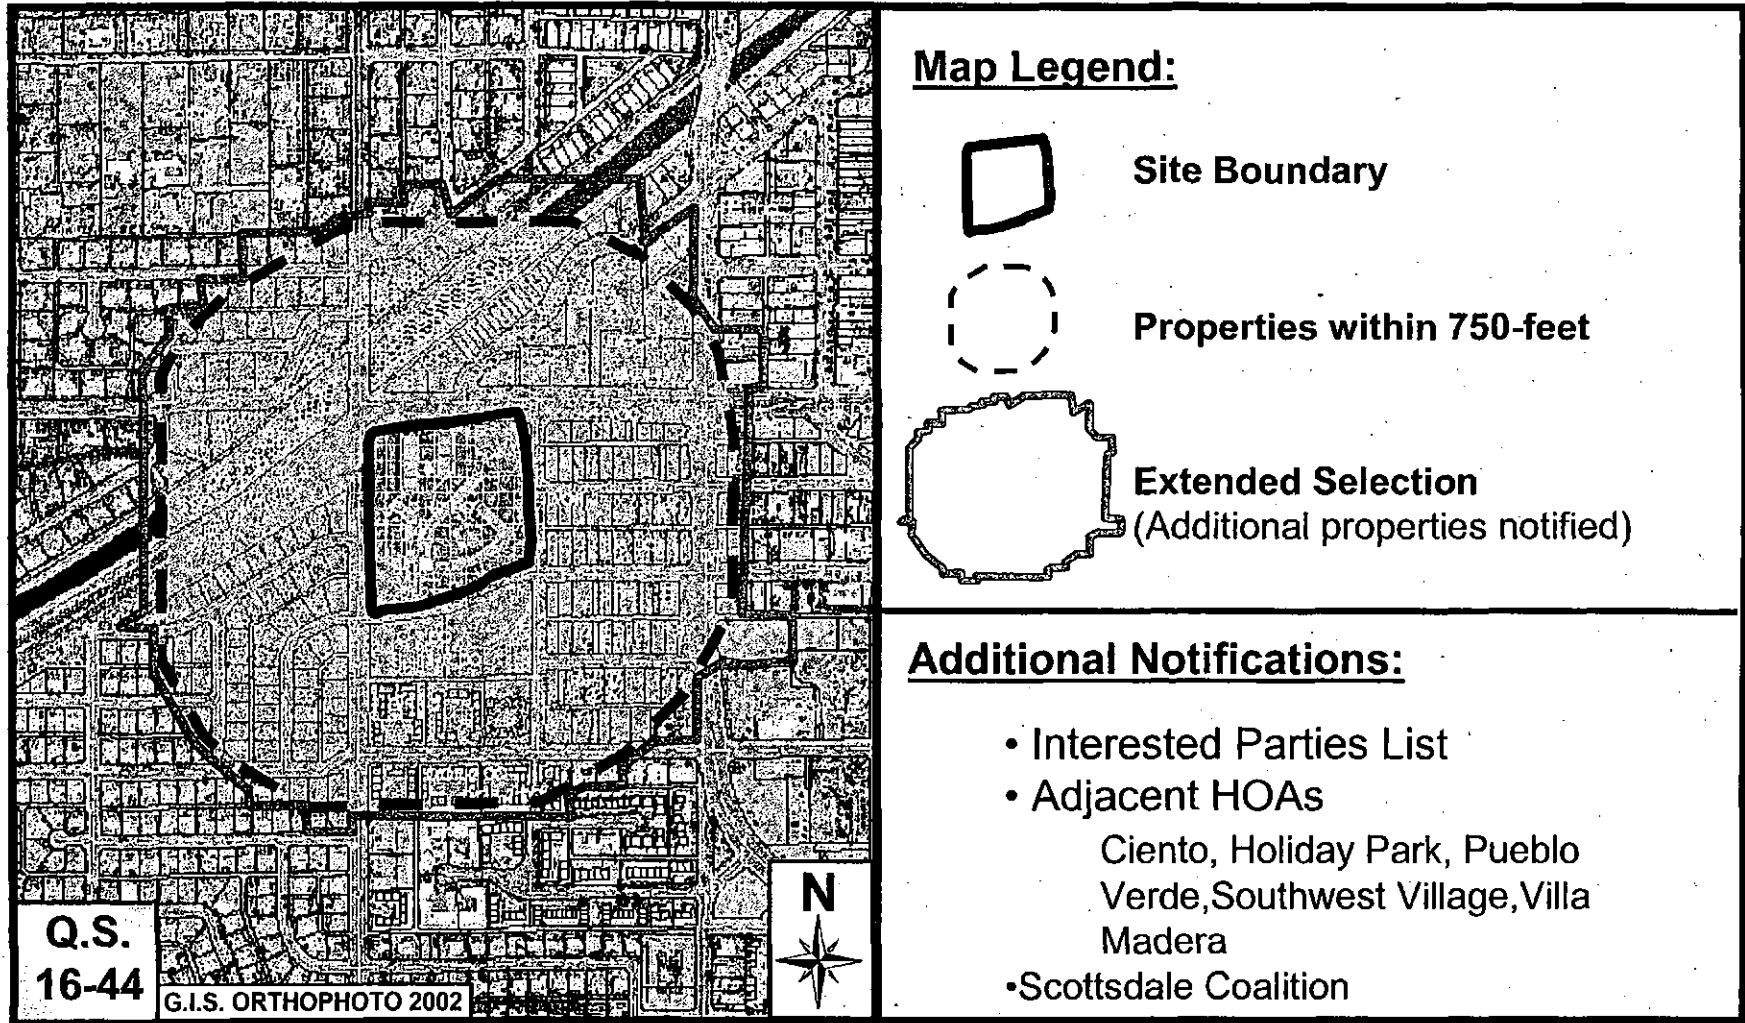 Map Legend:
Site Boundary
Properties within 750-feet
Extended Selection
(Additional properties notified)
Additional Notifications:
• Interested Parties List
• Adjacent HOAs
Ciento, Holiday Park, Pueblo
Verde,Southwest Village,Villa
Madera
•Scottsdale Coalition
Q.S.
16-44
G.I.S. ORTHOPHOTO 2002
N